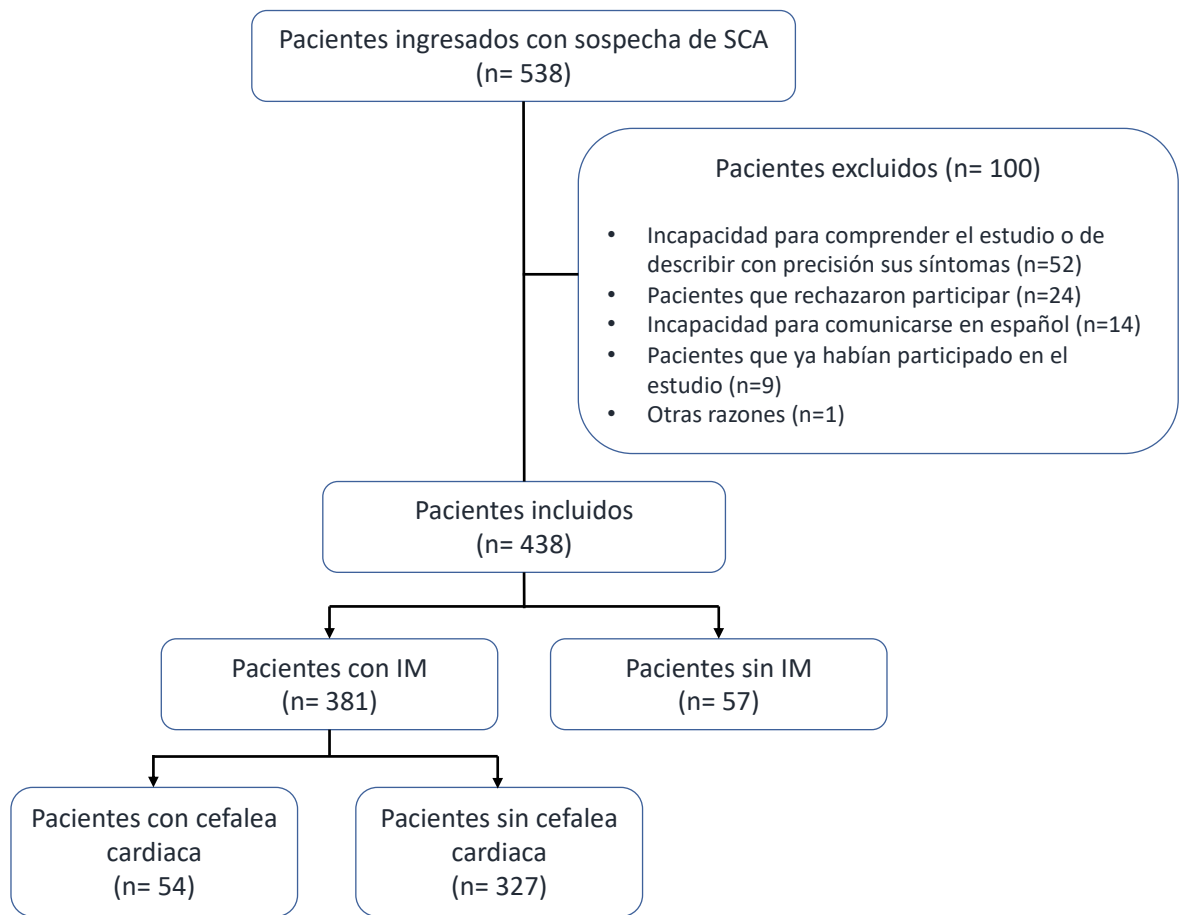 Pacientes ingresados con sospecha de SCA
(n= 538)
Pacientes excluidos (n= 100)
• Incapacidad para comprender el estudio o de
describir con precisión sus síntomas (n=52)
• Pacientes que rechazaron participar (n=24)
• Incapacidad para comunicarse en español (n=14)
• Pacientes que ya habían participado en el
estudio (n=9)
• Otras razones (n=1)
Pacientes incluidos
(n= 438)
Pacientes con IM
(n= 381)
Pacientes sin IM
(n= 57)
Pacientes con cefalea
cardiaca
(n= 54)
Pacientes sin cefalea
cardiaca
(n= 327)